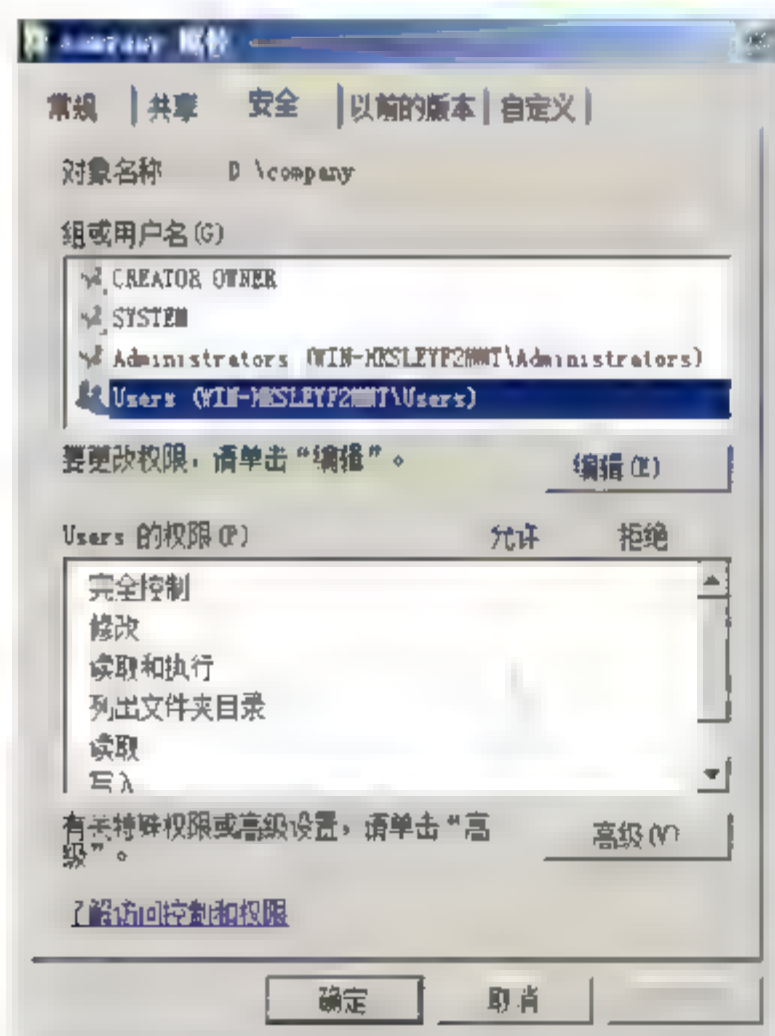 常规 共享 安全 以前的版本 自定义
对象名称 D \company
组或用户名(G)
CREATOR OWNER
SYSTEM
Administrators
Users
要更改权限，请单击“编辑”。 编辑(E)
Users 的权限(P) 允许 拒绝
完全控制
修改
读取和执行
列出文件夹目录
读取
写入
有关特殊权限或高级设置，请单击“高
级”。 高级(V)
了解访问控制和权限
确定 取消